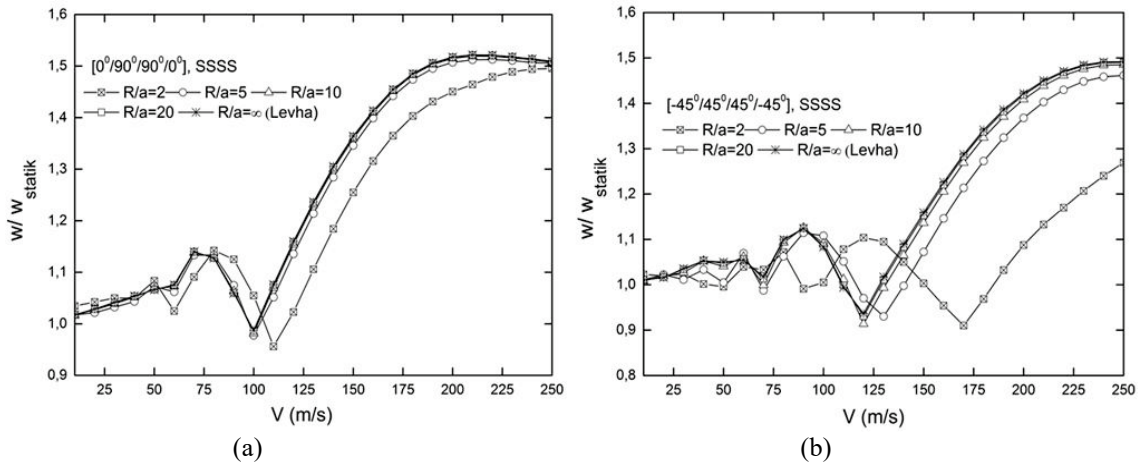 1,6
1,5
1,4
1,3
1,2
1,1
1,0
0,9
0,8
w/ w statik
[0⁰/90⁰/90⁰/0⁰], SSSS
R/a=2 R/a=5 R/a=10
R/a=20 R/a=∞ (Levha)
25 50 75 100 125 150 175 200 225 250
V (m/s)
(a)
1,6
1,5
1,4
1,3
1,2
1,1
1,0
0,9
0,8
w/ w statik
[-45⁰/45⁰/45⁰/-45⁰], SSSS
R/a=2 R/a=5 R/a=10
R/a=20 R/a=∞ (Levha)
25 50 75 100 125 150 175 200 225 250
V (m/s)
(b)